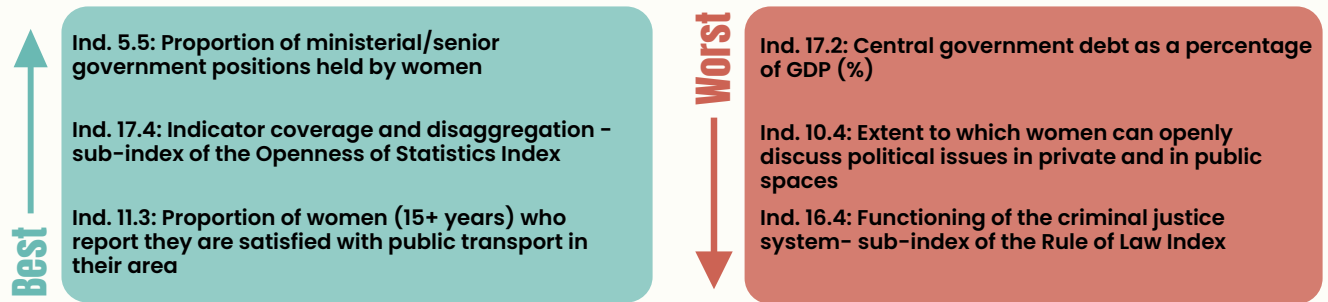 Best
Ind. 5.5: Proportion of ministerial/senior
government positions held by women
Ind. 17.4: Indicator coverage and disaggregation -
sub-index of the Openness of Statistics Index
Ind. 11.3: Proportion of women (15+ years) who
report they are satisfied with public transport in
their area
Worst
Ind. 17.2: Central government debt as a percentage
of GDP (%)
Ind. 10.4: Extent to which women can openly
discuss political issues in private and in public
spaces
Ind. 16.4: Functioning of the criminal justice
system- sub-index of the Rule of Law Index